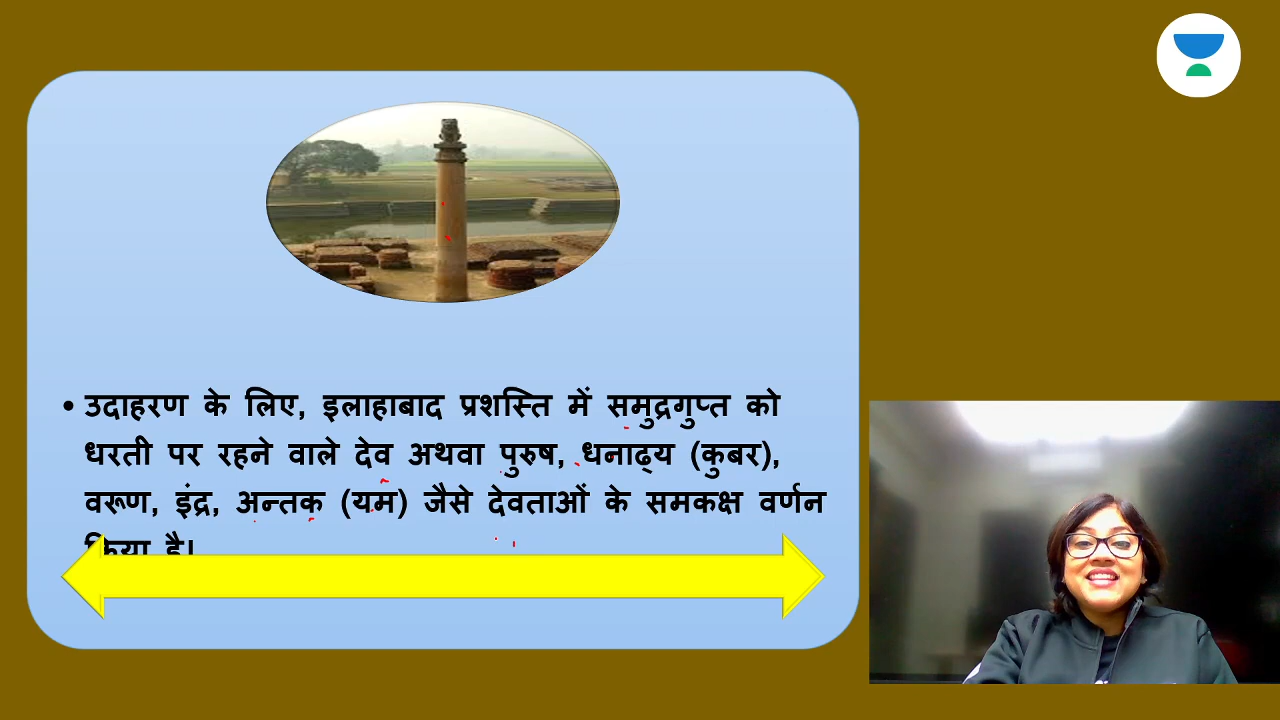 • उदाहरण के लिए, इलाहाबाद प्रशस्ति में समुद्रगुप्त को
धरती पर रहने वाले देव अथवा पुरुष, धनाढ्य (कुबर),
वरूण, इंद्र, अन्तक (यम) जैसे देवताओं के समकक्ष वर्णन
किया है।